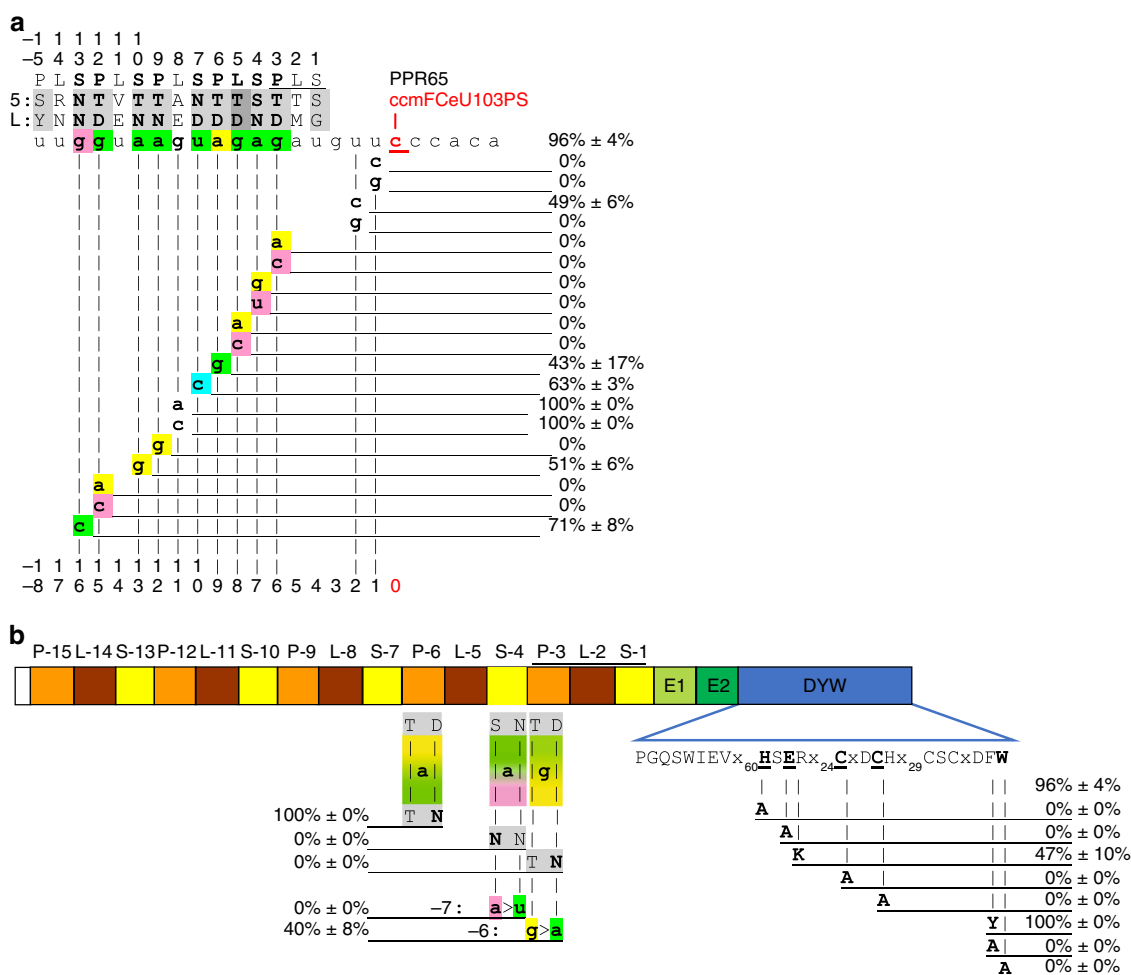 a
–1 1 1 1 1 1
–5 4 3 2 1 0 9 8 7 6 5 4 3 2 1
P L S P L S P L S P L S P L S
PPR65
5: S R N T V T T A N T T S T T S
ccmFCeU103PS
L: Y N N D E N N E D D D N D M G
u u g g u a a g u a g a g a u g u u c c c a c a 96% ± 4%
c 0%
g 0%
c 49% ± 6%
g 0%
a 0%
c 0%
g 0%
u 0%
a 0%
c 0%
g 43% ± 17%
c 63% ± 3%
a 100% ± 0%
c 100% ± 0%
g 0%
g 51% ± 6%
a 0%
c 0%
c 71% ± 8%
–1 1 1 1 1 1 1 1 1
–8 7 6 5 4 3 2 1 0 9 8 7 6 5 4 3 2 1 0
b
P-15 L-14 S-13 P-12 L-11 S-10 P-9 L-8 S-7 P-6 L-5 S-4 P-3 L-2 S-1
E1 E2 DYW
T D S N T D
PGQSWIEVx60HSERx24CxDCHx29CSCxDFW
a a g
96% ± 4%
100% ± 0% T N
A 0% ± 0%
0% ± 0% N N
A 0% ± 0%
0% ± 0% T N
K 47% ± 10%
A 0% ± 0%
0% ± 0% –7: a>u
A 0% ± 0%
40% ± 8% –6: g>a
Y 100% ± 0%
A 0% ± 0%
A 0% ± 0%